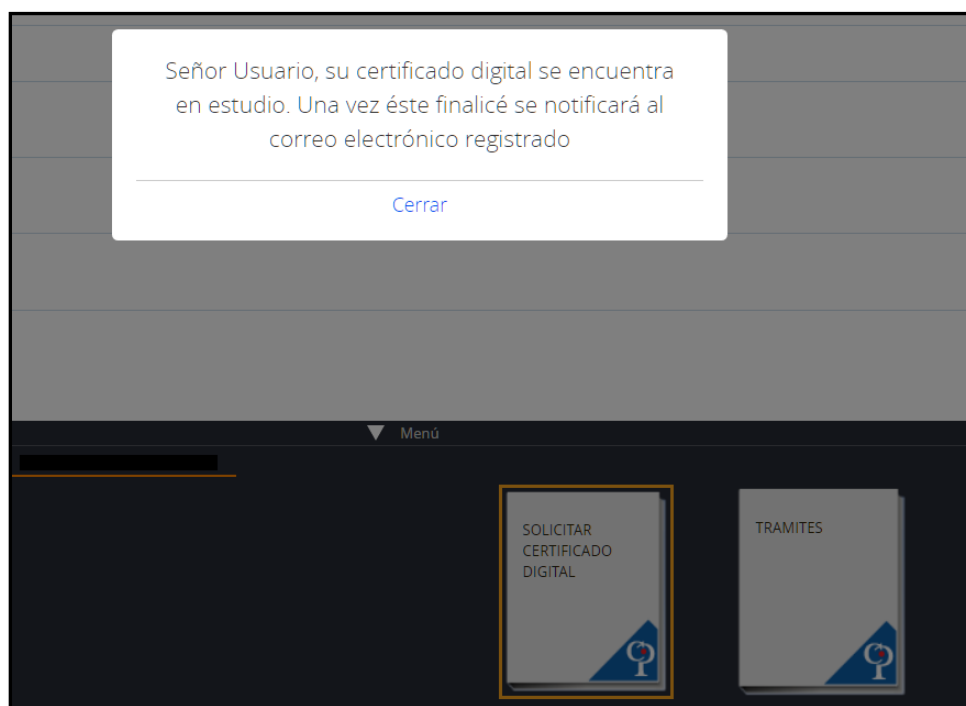 Señor Usuario, su certificado digital se encuentra
en estudio. Una vez éste finalicé se notificará al
correo electrónico registrado
Cerrar
Menú
SOLICITAR
CERTIFICADO
DIGITAL
TRAMITES